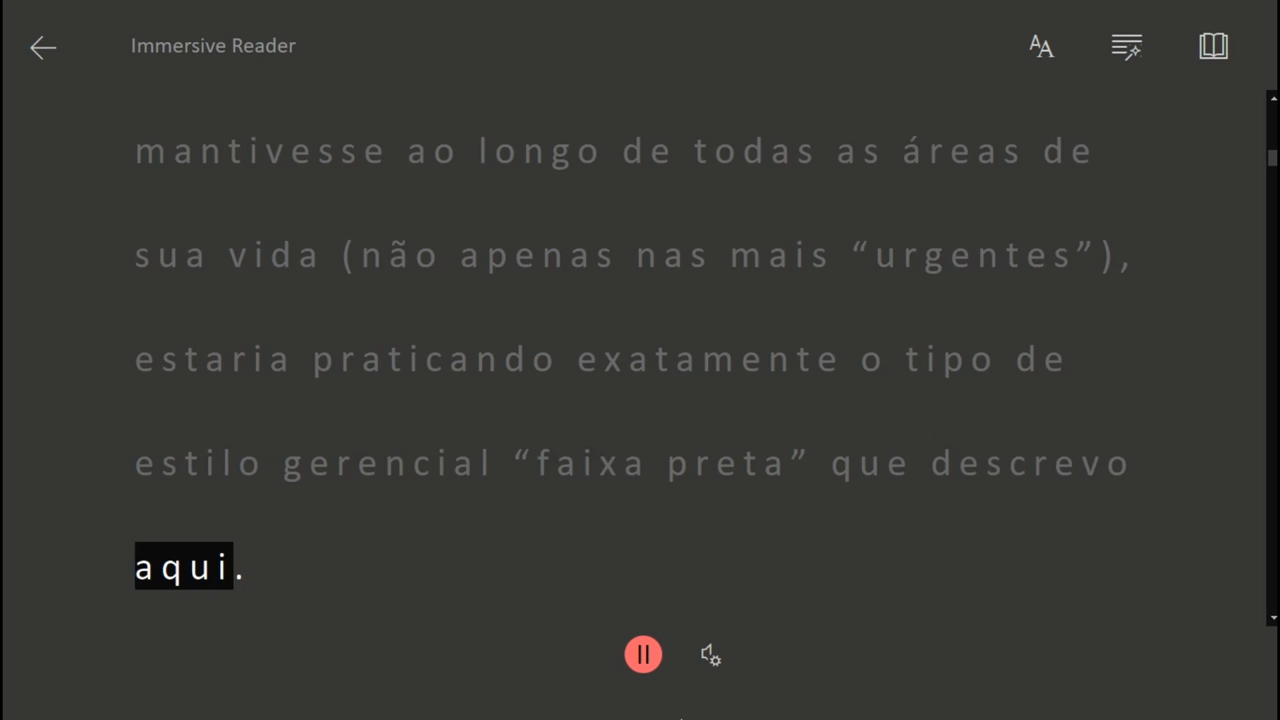 Immersive Reader
mantivesse ao longo de todas as áreas de
sua vida (não apenas nas mais “urgentes”),
estaria praticando exatamente o tipo de
estilo gerencial “faixa preta” que descrevo
aqui.